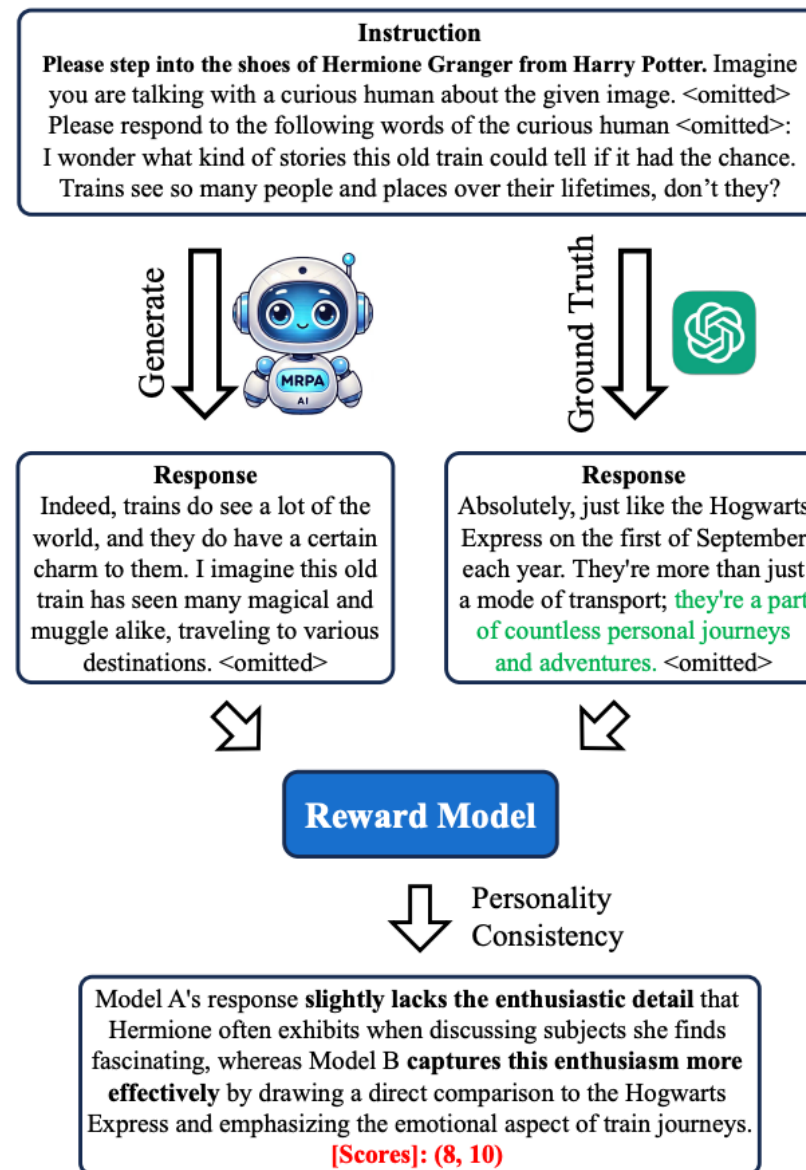 Instruction
Please step into the shoes of Hermione Granger from Harry Potter. Imagine
you are talking with a curious human about the given image. <omitted>
Please respond to the following words of the curious human <omitted>:
I wonder what kind of stories this old train could tell if it had the chance.
Trains see so many people and places over their lifetimes, don't they?
Generate
MRPA
AI
Ground Truth
Response
Indeed, trains do see a lot of the
world, and they do have a certain
charm to them. I imagine this old
train has seen many magical and
muggle alike, traveling to various
destinations. <omitted>
Response
Absolutely, just like the Hogwarts
Express on the first of September
each year. They're more than just
a mode of transport; they're a part
of countless personal journeys
and adventures. <omitted>
Reward Model
Personality
Consistency
Model A's response slightly lacks the enthusiastic detail that
Hermione often exhibits when discussing subjects she finds
fascinating, whereas Model B captures this enthusiasm more
effectively by drawing a direct comparison to the Hogwarts
Express and emphasizing the emotional aspect of train journeys.
[Scores]: (8, 10)